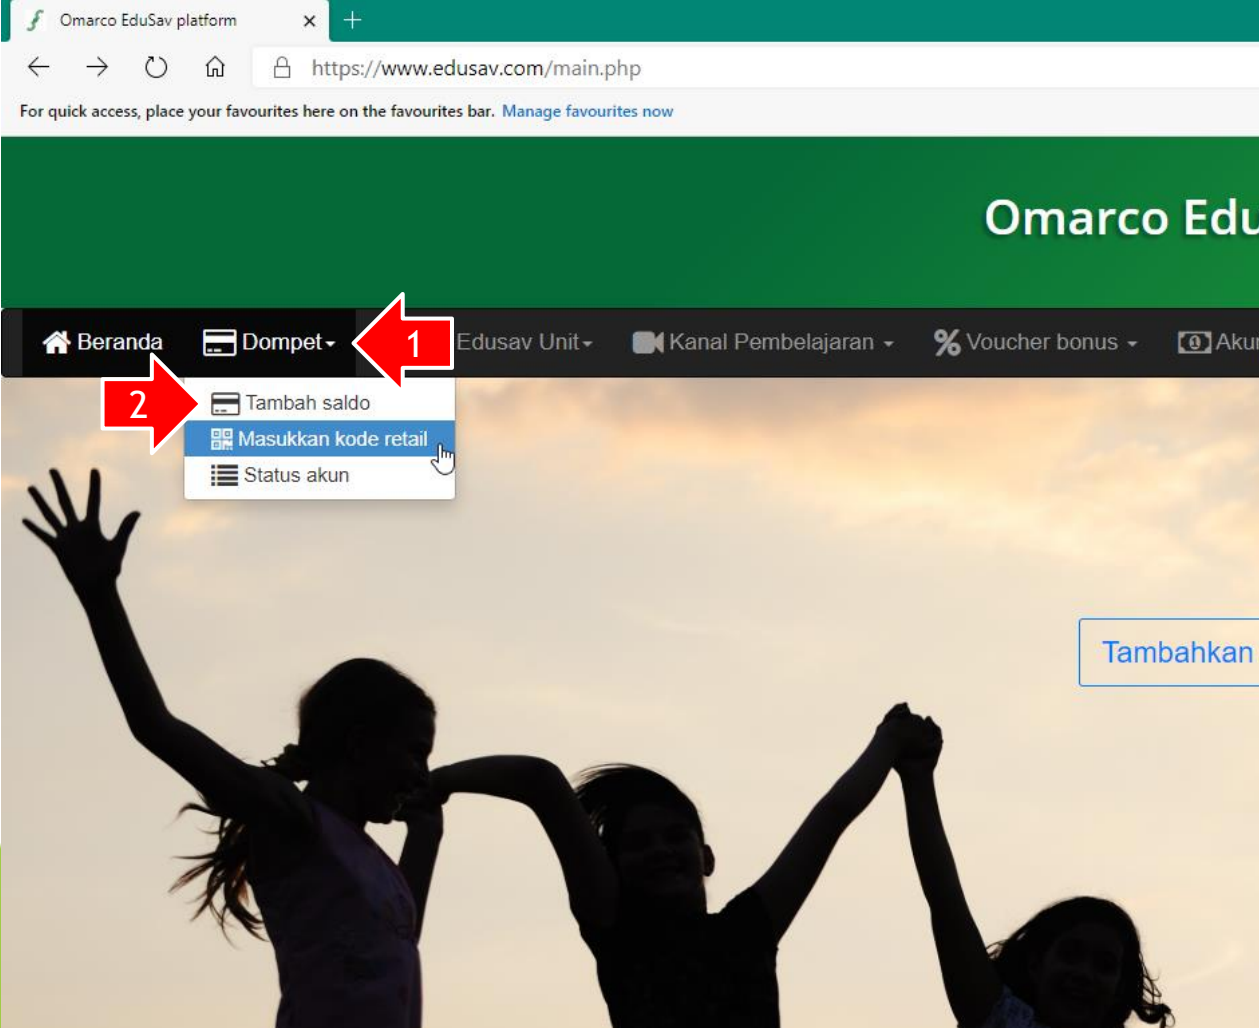 Omarco EduSav platform
https://www.edusav.com/main.php
For quick access, place your favourites here on the favourites bar. Manage favourites now
Omarco Edu
Beranda Dompet 1 Edusav Unit Kanal Pembelajaran % Voucher bonus Akun
2 Tambah saldo
Masukkan kode retail
Status akun
Tambahkan